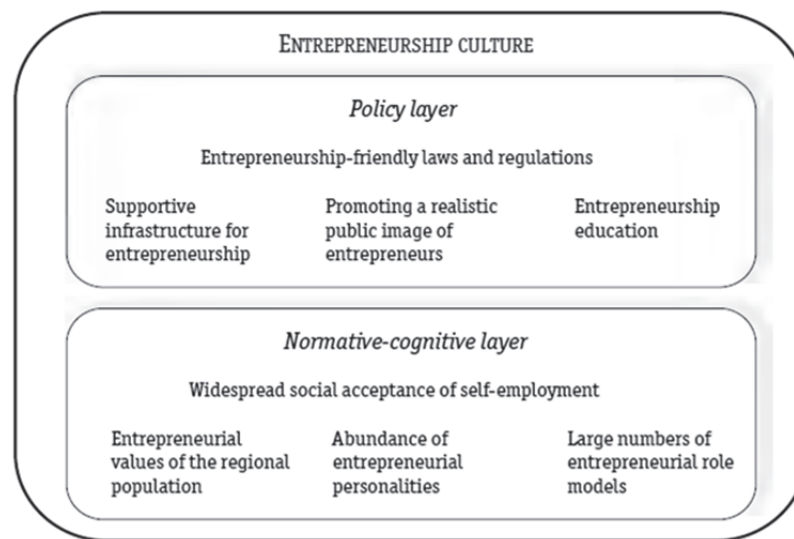 ENTREPRENEURSHIP CULTURE
Policy layer
Entrepreneurship-friendly laws and regulations
Supportive
infrastructure for
entrepreneurship
Promoting a realistic
public image of
entrepreneurs
Entrepreneurship
education
Normative-cognitive layer
Widespread social acceptance of self-employment
Entrepreneurial
values of the regional
population
Abundance of
entrepreneurial
personalities
Large numbers of
entrepreneurial role
models